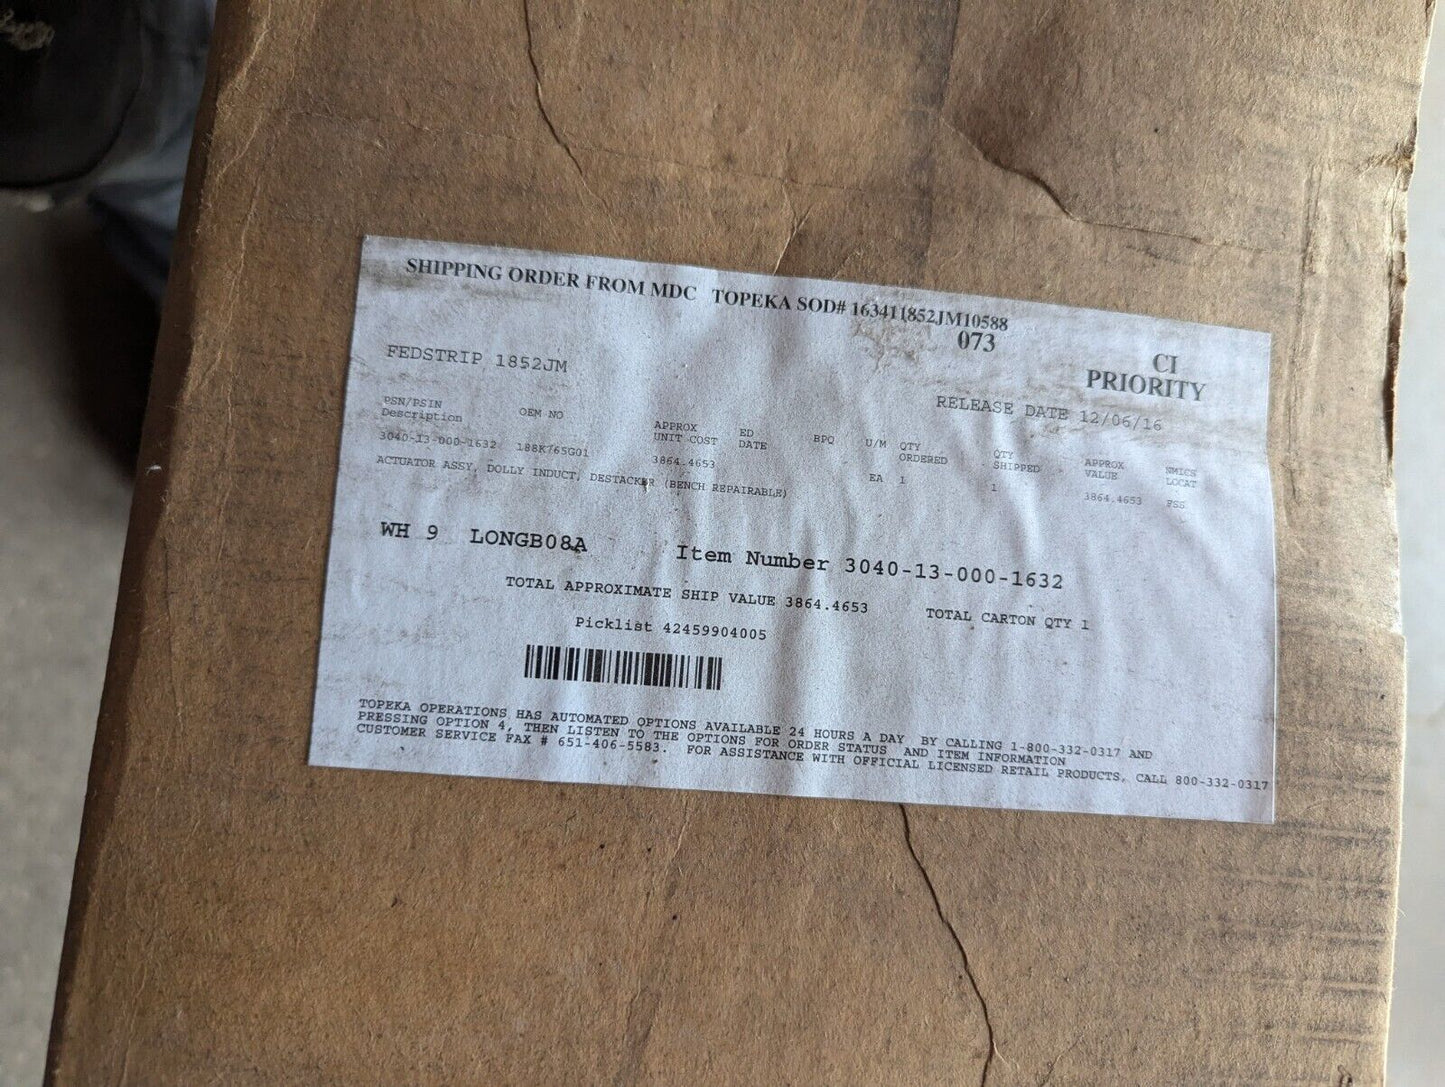 SHIPPING ORDER FROM MDC TOPEKA SOD# 163411852JM10588
073
CI
PRIORITY
FEDSTRIP 1852JM
RELEASE DATE 12/06/16
PSN/PSIN OEM NO APPROX ED BPQ U/M QTY QTY APPROX NMICS
Description UNIT COST DATE ORDERED SHIPPED VALUE LOCAT
3040-13-000-1632 188K765G01 3864.4653 EA 1 1 3864.4653 FSS
ACTUATOR ASSY, DOLLY INDUCT, DESTACKER (BENCH REPAIRABLE)
WH 9 LONGB08A Item Number 3040-13-000-1632
TOTAL APPROXIMATE SHIP VALUE 3864.4653 TOTAL CARTON QTY 1
Picklist 42459904005
TOPEKA OPERATIONS HAS AUTOMATED OPTIONS AVAILABLE 24 HOURS A DAY BY CALLING 1-800-332-0317 AND
PRESSING OPTION 4, THEN LISTEN TO THE OPTIONS FOR ORDER STATUS AND ITEM INFORMATION
CUSTOMER SERVICE FAX # 651-406-5583. FOR ASSISTANCE WITH OFFICIAL LICENSED RETAIL PRODUCTS, CALL 800-332-0317